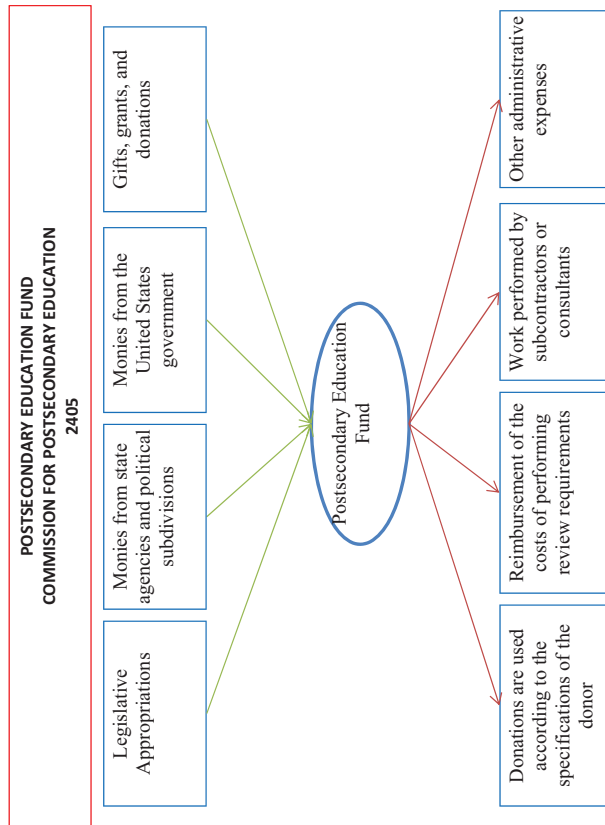 POSTSECONDARY EDUCATION FUND
COMMISSION FOR POSTSECONDARY EDUCATION
2405
Legislative
Appropriations
Monies from state
agencies and political
subdivisions
Monies from the
United States
government
Gifts, grants, and
donations
Postsecondary Education
Fund
Donations are used
according to the
specifications of the
donor
Reimbursement of the
costs of performing
review requirements
Work performed by
subcontractors or
consultants
Other administrative
expenses